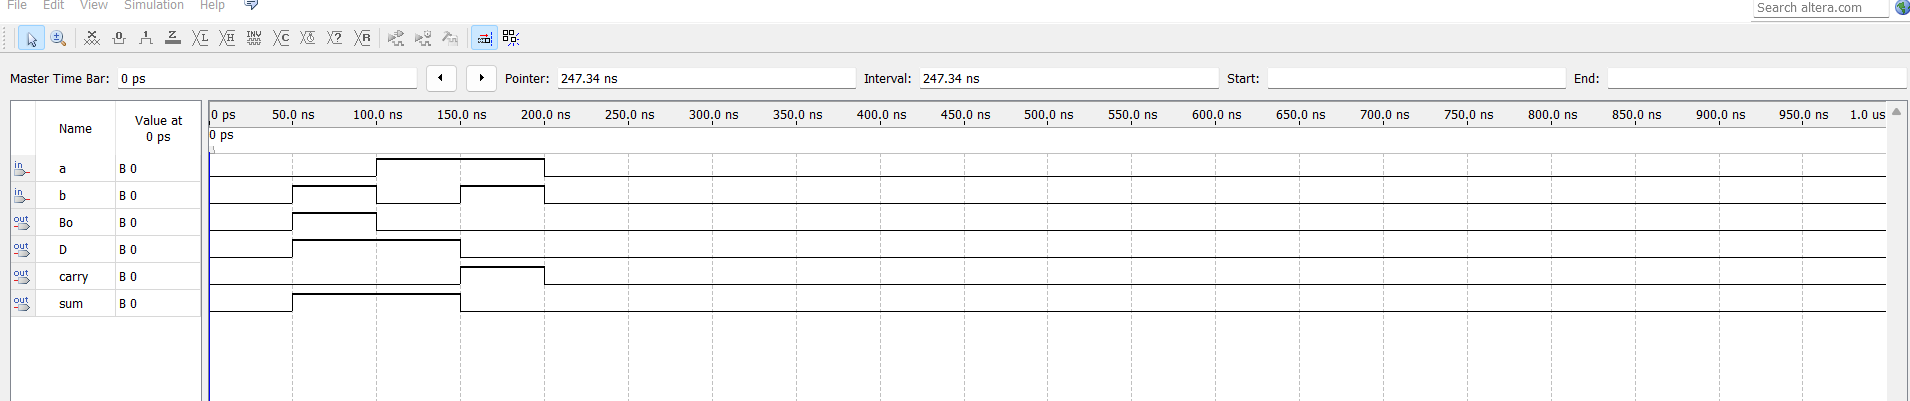 File Edit View Simulation Help
Search altera.com
Master Time Bar: 0 ps Pointer: 247.34 ns Interval: 247.34 ns Start: End:
Name Value at 0 ps
0 ps 50.0 ns 100.0 ns 150.0 ns 200.0 ns 250.0 ns 300.0 ns 350.0 ns 400.0 ns 450.0 ns 500.0 ns 550.0 ns 600.0 ns 650.0 ns 700.0 ns 750.0 ns 800.0 ns 850.0 ns 900.0 ns 950.0 ns 1.0 us
0 ps
in a B 0
in b B 0
out Bo B 0
out D B 0
out carry B 0
out sum B 0